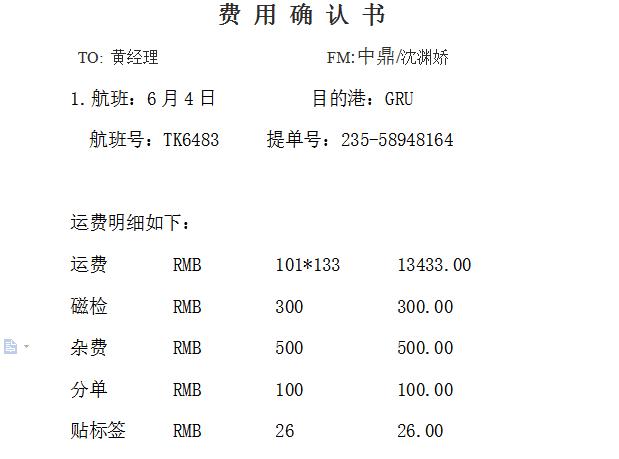 费用确认书
TO: 黄经理 FM:中鼎/沈渊娇
1.航班：6月4日 目的港：GRU
航班号：TK6483 提单号：235-58948164
运费明细如下：
运费 RMB 101*133 13433.00
磁检 RMB 300 300.00
杂费 RMB 500 500.00
分单 RMB 100 100.00
贴标签 RMB 26 26.00